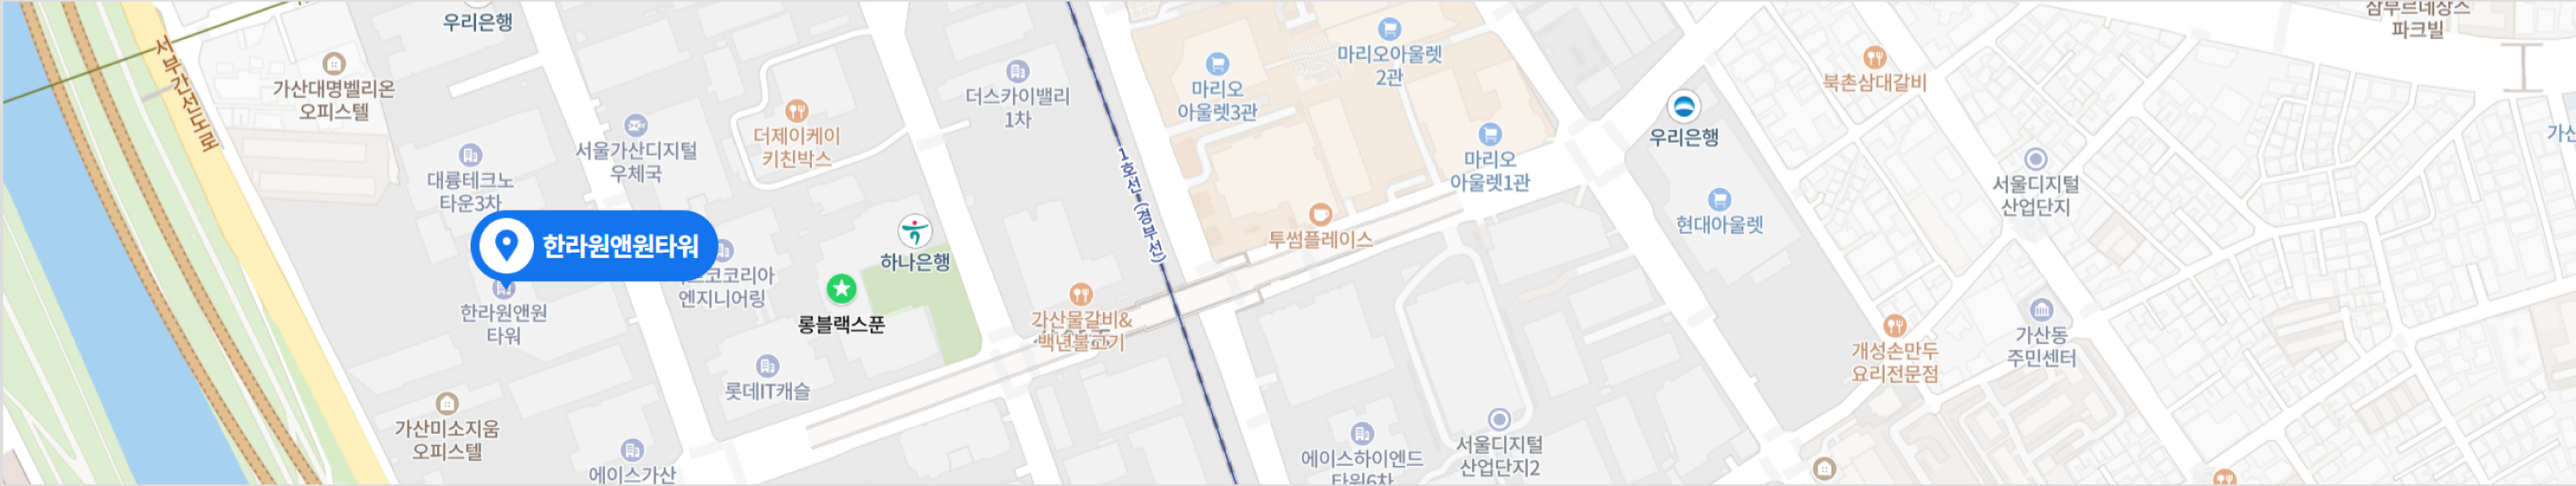 우리은행
서부간선도로
가산대명벨리온
오피스텔
대륭테크노
타운3차
서울가산디지털
우체국
더제이케이
키친박스
더스카이밸리
1차
한라원앤원타워
한라원앤원
타워
엔지니어링
하나은행
롱블랙스푼
롯데IT캐슬
가산미소지움
오피스텔
에이스가산
가산물갈비&
백년불고기
1호선(경부선)
마리오
아울렛3관
마리오아울렛
2관
마리오
아울렛1관
투썸플레이스
우리은행
현대아울렛
북촌삼대갈비
서울디지털
산업단지
가산동
주민센터
개성손만두
요리전문점
에이스하이엔드
타워6차
서울디지털
산업단지2
삼부르네상스
파크빌